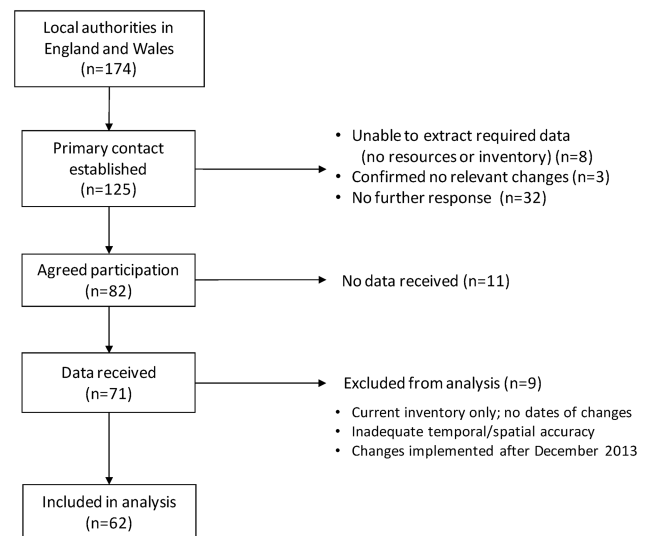 Local authorities in
England and Wales
(n=174)
Primary contact
established
(n=125)
• Unable to extract required data
(no resources or inventory) (n=8)
• Confirmed no relevant changes (n=3)
• No further response (n=32)
Agreed participation
(n=82)
No data received (n=11)
Data received
(n=71)
Excluded from analysis (n=9)
• Current inventory only; no dates of changes
• Inadequate temporal/spatial accuracy
• Changes implemented after December 2013
Included in analysis
(n=62)